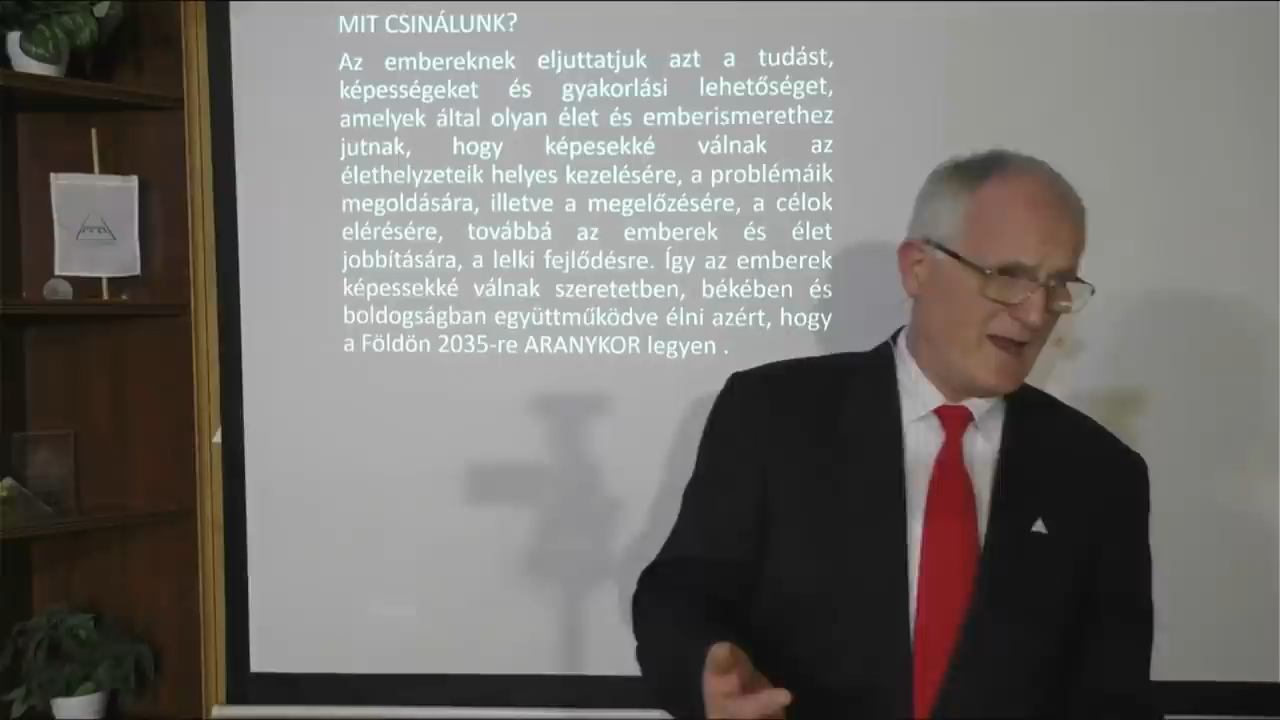 MIT CSINÁLUNK?
Az embereknek eljuttatjuk azt a tudást,
képességeket és gyakorlási lehetőséget,
amelyek által olyan élet és emberismerethez
jutnak, hogy képesekké válnak az
élethelyzeteik helyes kezelésére, a problémáik
megoldására, illetve a megelőzésére, a célok
elérésére, továbbá az emberek és élet
jobbítására, a lelki fejlődésre. Így az emberek
képessekké válnak szeretetben, békében és
boldogságban együttműködve élni azért, hogy
a Földön 2035-re ARANYKOR legyen .